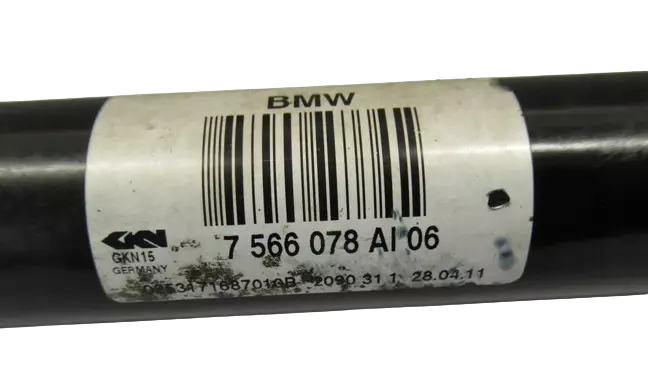 BMW
7 566 078 AI 06
GKN
GKN15
GERMANY
2090 31 1 28.04.11